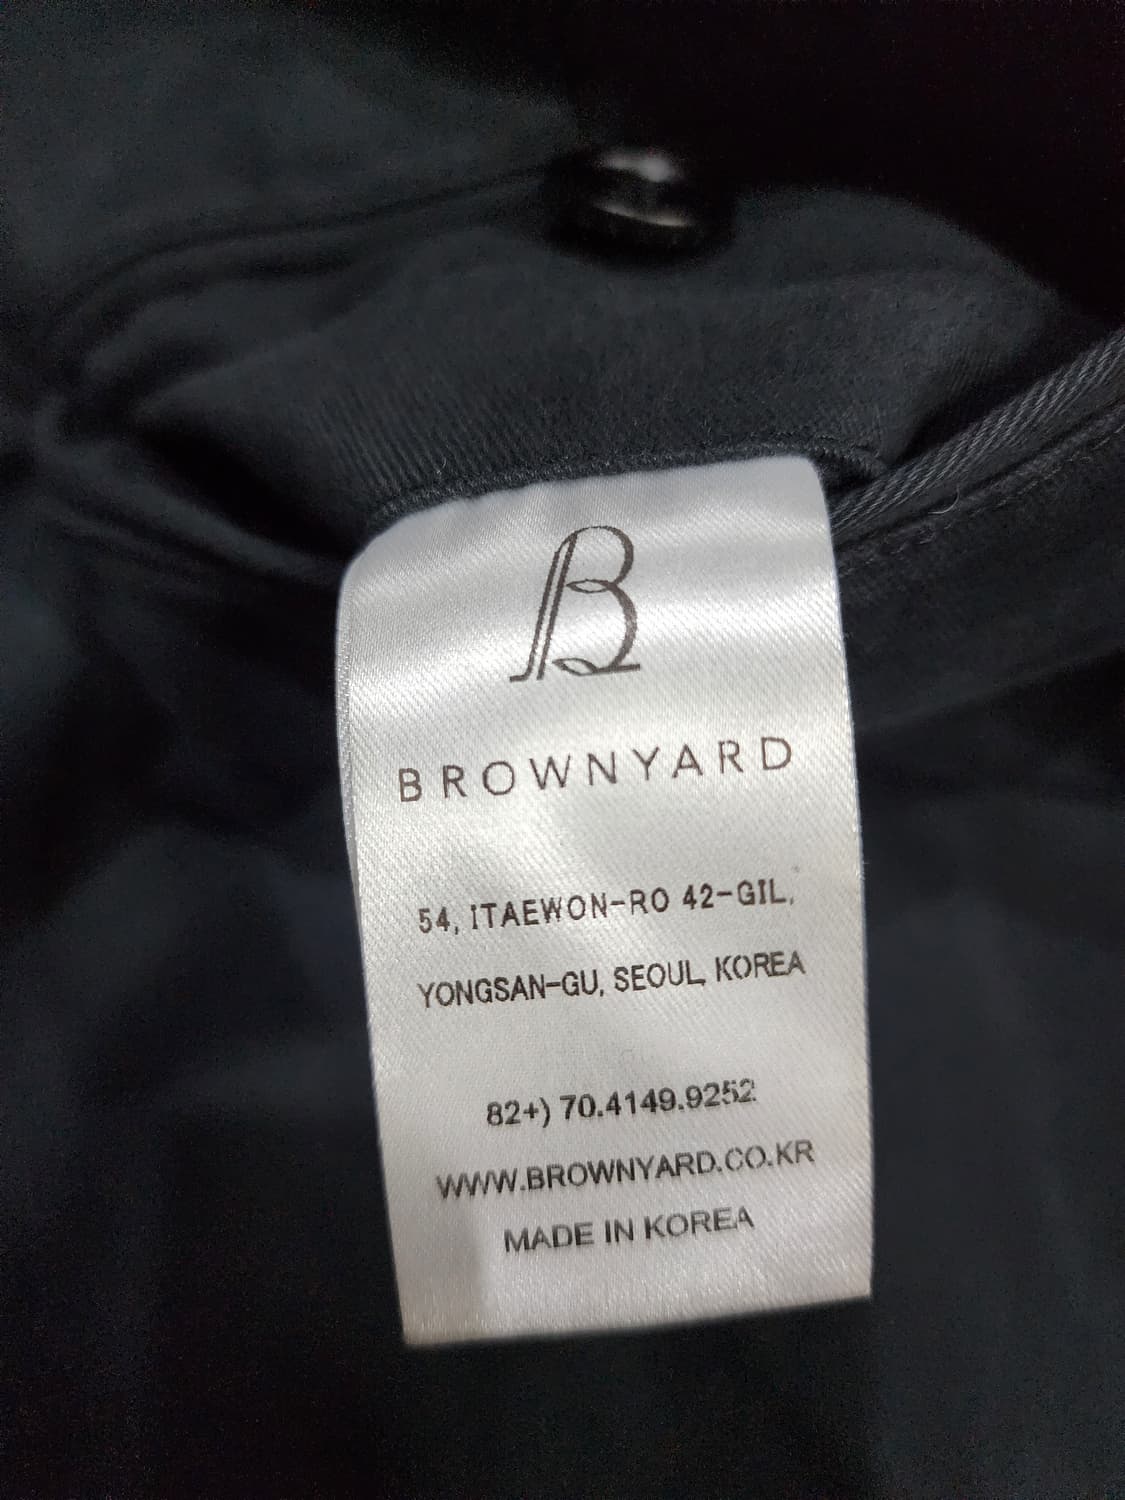 B
BROWNYARD
54, ITAEWON-RO 42-GIL,
YONGSAN-GU, SEOUL, KOREA
82+) 70.4149.9252
WWW.BROWNYARD.CO.KR
MADE IN KOREA